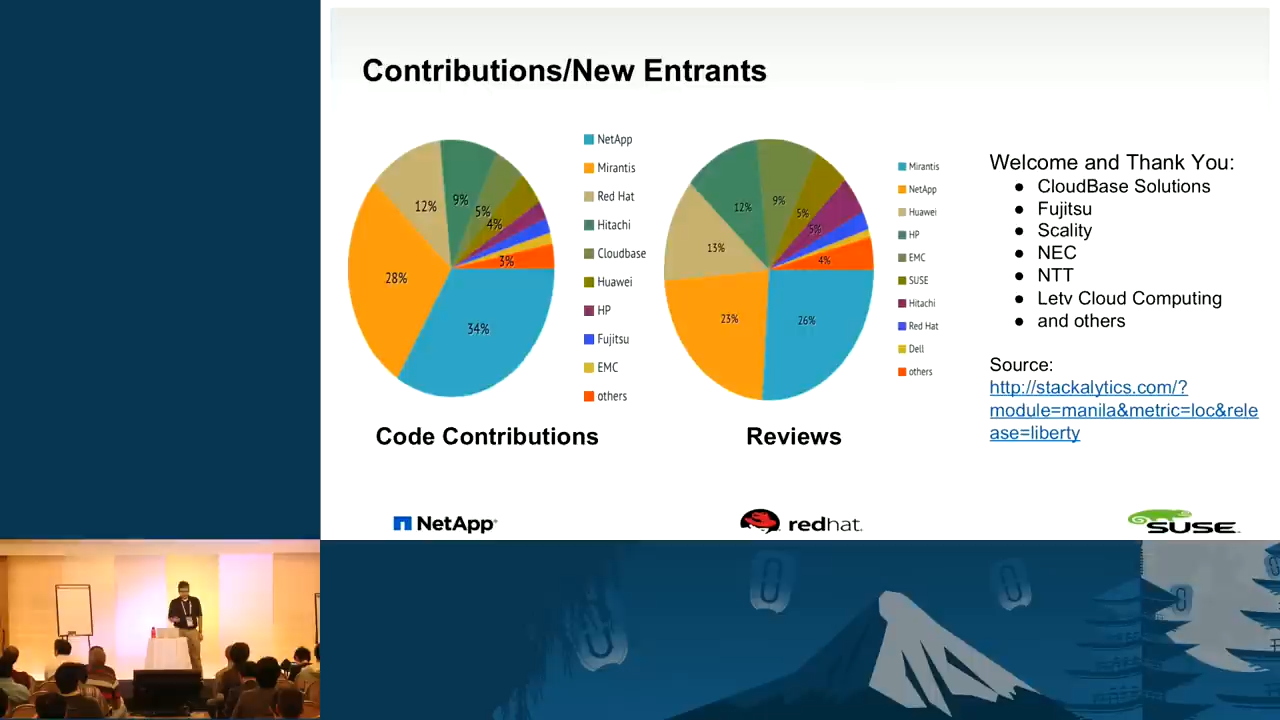 Contributions/New Entrants
34%
28%
12%
9%
5%
4%
3%
NetApp
Mirantis
Red Hat
Hitachi
Cloudbase
Huawei
HP
Fujitsu
EMC
others
Code Contributions
26%
23%
13%
12%
9%
5%
5%
4%
Mirantis
NetApp
Huawei
HP
EMC
SUSE
Hitachi
Red Hat
Dell
others
Reviews
Welcome and Thank You:
● CloudBase Solutions
● Fujitsu
● Scality
● NEC
● NTT
● Letv Cloud Computing
● and others
Source:
http://stackalytics.com/?
module=manila&metric=loc&rele
ase=liberty
NetApp
redhat.
SUSE